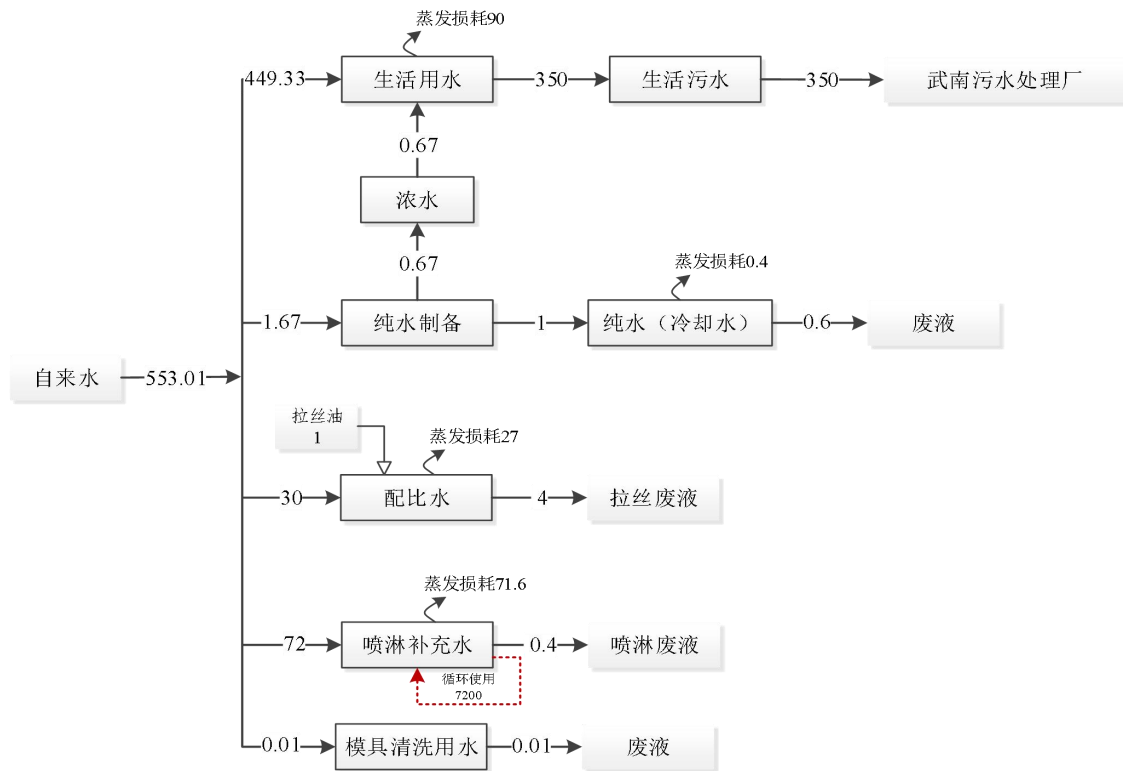 蒸发损耗90
449.33
生活用水
350
生活污水
350
武南污水处理厂
0.67
浓水
0.67
蒸发损耗0.4
1.67
纯水制备
1
纯水（冷却水）
0.6
废液
自来水
553.01
拉丝油
1
蒸发损耗27
30
配比水
4
拉丝废液
蒸发损耗71.6
72
喷淋补充水
0.4
喷淋废液
循环使用
7200
0.01
模具清洗用水
0.01
废液